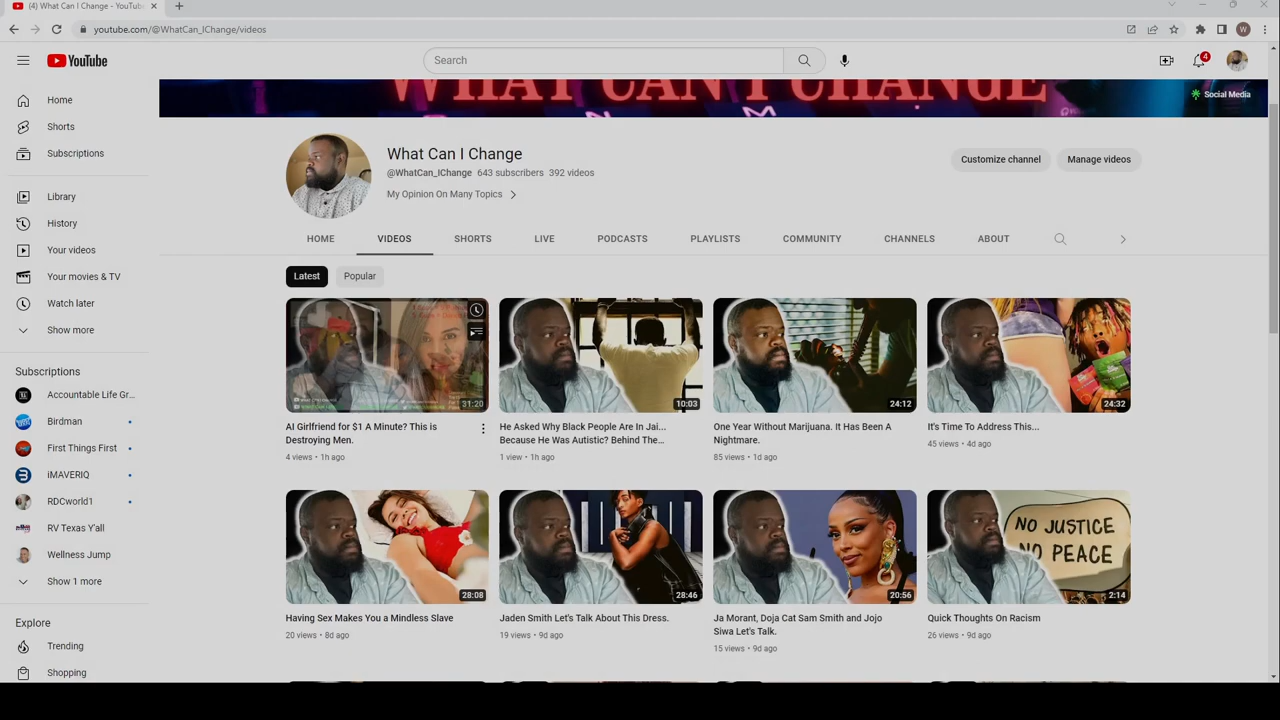 (4) What Can I Change - YouTube
youtube.com/@WhatCan_IChange/videos
W
YouTube
Search
4
Home
Shorts
Subscriptions
Library
History
Your videos
Your movies & TV
Watch later
Show more
Subscriptions
Accountable Life Gr...
Birdman
First Things First
iMAVERIQ
RDCworld1
RV Texas Y'all
Wellness Jump
Show 1 more
Explore
Trending
Shopping
WHAT CAN I CHANGE
Social Media
What Can I Change
@WhatCan_IChange 643 subscribers 392 videos
My Opinion On Many Topics
Customize channel
Manage videos
HOME
VIDEOS
SHORTS
LIVE
PODCASTS
PLAYLISTS
COMMUNITY
CHANNELS
ABOUT
Latest
Popular
31:20
AI Girlfriend for $1 A Minute? This is
Destroying Men.
4 views • 1h ago
10:03
He Asked Why Black People Are In Jai...
Because He Was Autistic? Behind The...
1 view • 1h ago
24:12
One Year Without Marijuana. It Has Been A
Nightmare.
85 views • 1d ago
24:32
It's Time To Address This...
45 views • 4d ago
28:08
Having Sex Makes You a Mindless Slave
20 views • 8d ago
28:46
Jaden Smith Let's Talk About This Dress.
19 views • 9d ago
20:56
Ja Morant, Doja Cat Sam Smith and Jojo
Siwa Let's Talk.
15 views • 9d ago
NO JUSTICE
NO PEACE
2:14
Quick Thoughts On Racism
26 views • 9d ago